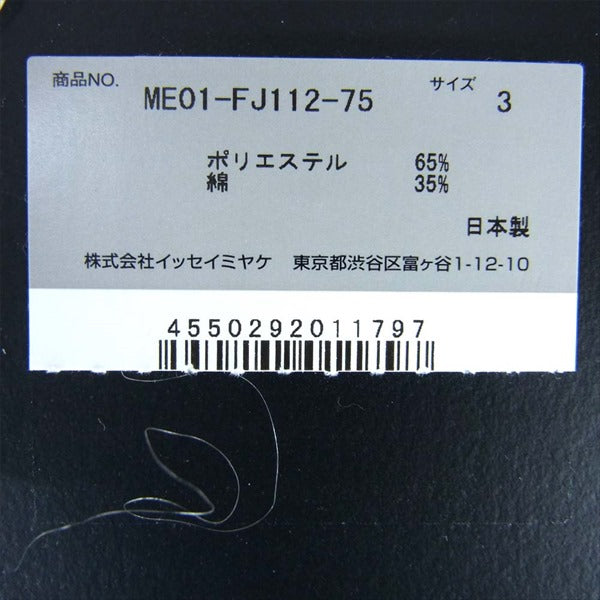 商品NO. ME01-FJ112-75 サイズ 3
ポリエステル 65%
綿 35%
日本製
株式会社イッセイミヤケ 東京都渋谷区富ヶ谷1-12-10
4550292011797